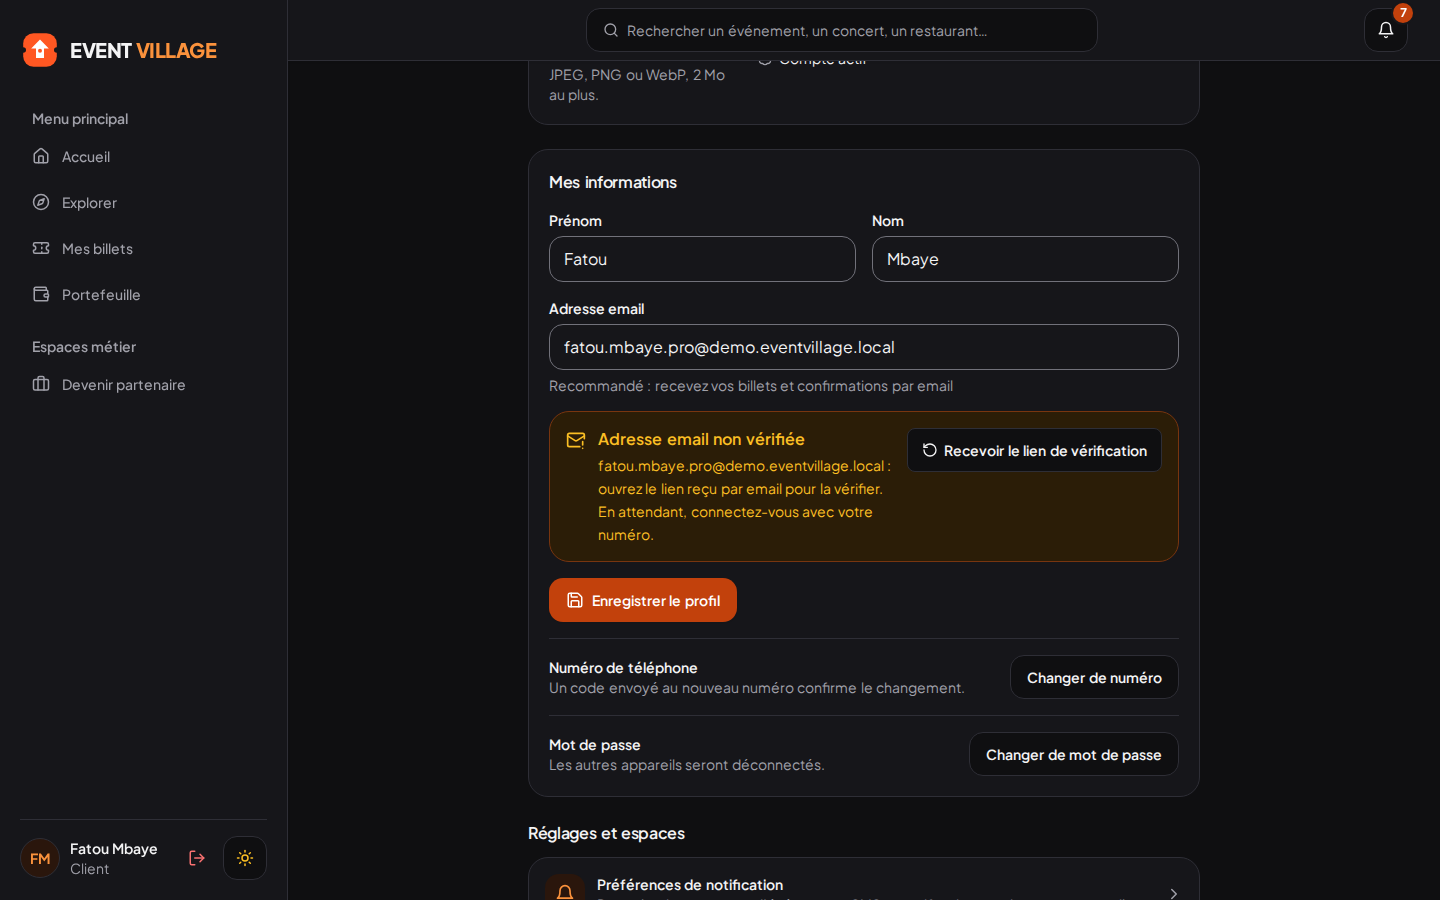 EVENT VILLAGE
Rechercher un événement, un concert, un restaurant...
7
Menu principal
Accueil
Explorer
Mes billets
Portefeuille
Espaces métier
Devenir partenaire
FM
Fatou Mbaye
Client
Compte actif
JPEG, PNG ou WebP, 2 Mo
au plus.
Mes informations
Prénom
Nom
Fatou
Mbaye
Adresse email
fatou.mbaye.pro@demo.eventvillage.local
Recommandé : recevez vos billets et confirmations par email
Adresse email non vérifiée
fatou.mbaye.pro@demo.eventvillage.local :
ouvrez le lien reçu par email pour la vérifier.
En attendant, connectez-vous avec votre
numéro.
Recevoir le lien de vérification
Enregistrer le profil
Numéro de téléphone
Un code envoyé au nouveau numéro confirme le changement.
Changer de numéro
Mot de passe
Les autres appareils seront déconnectés.
Changer de mot de passe
Réglages et espaces
Préférences de notification